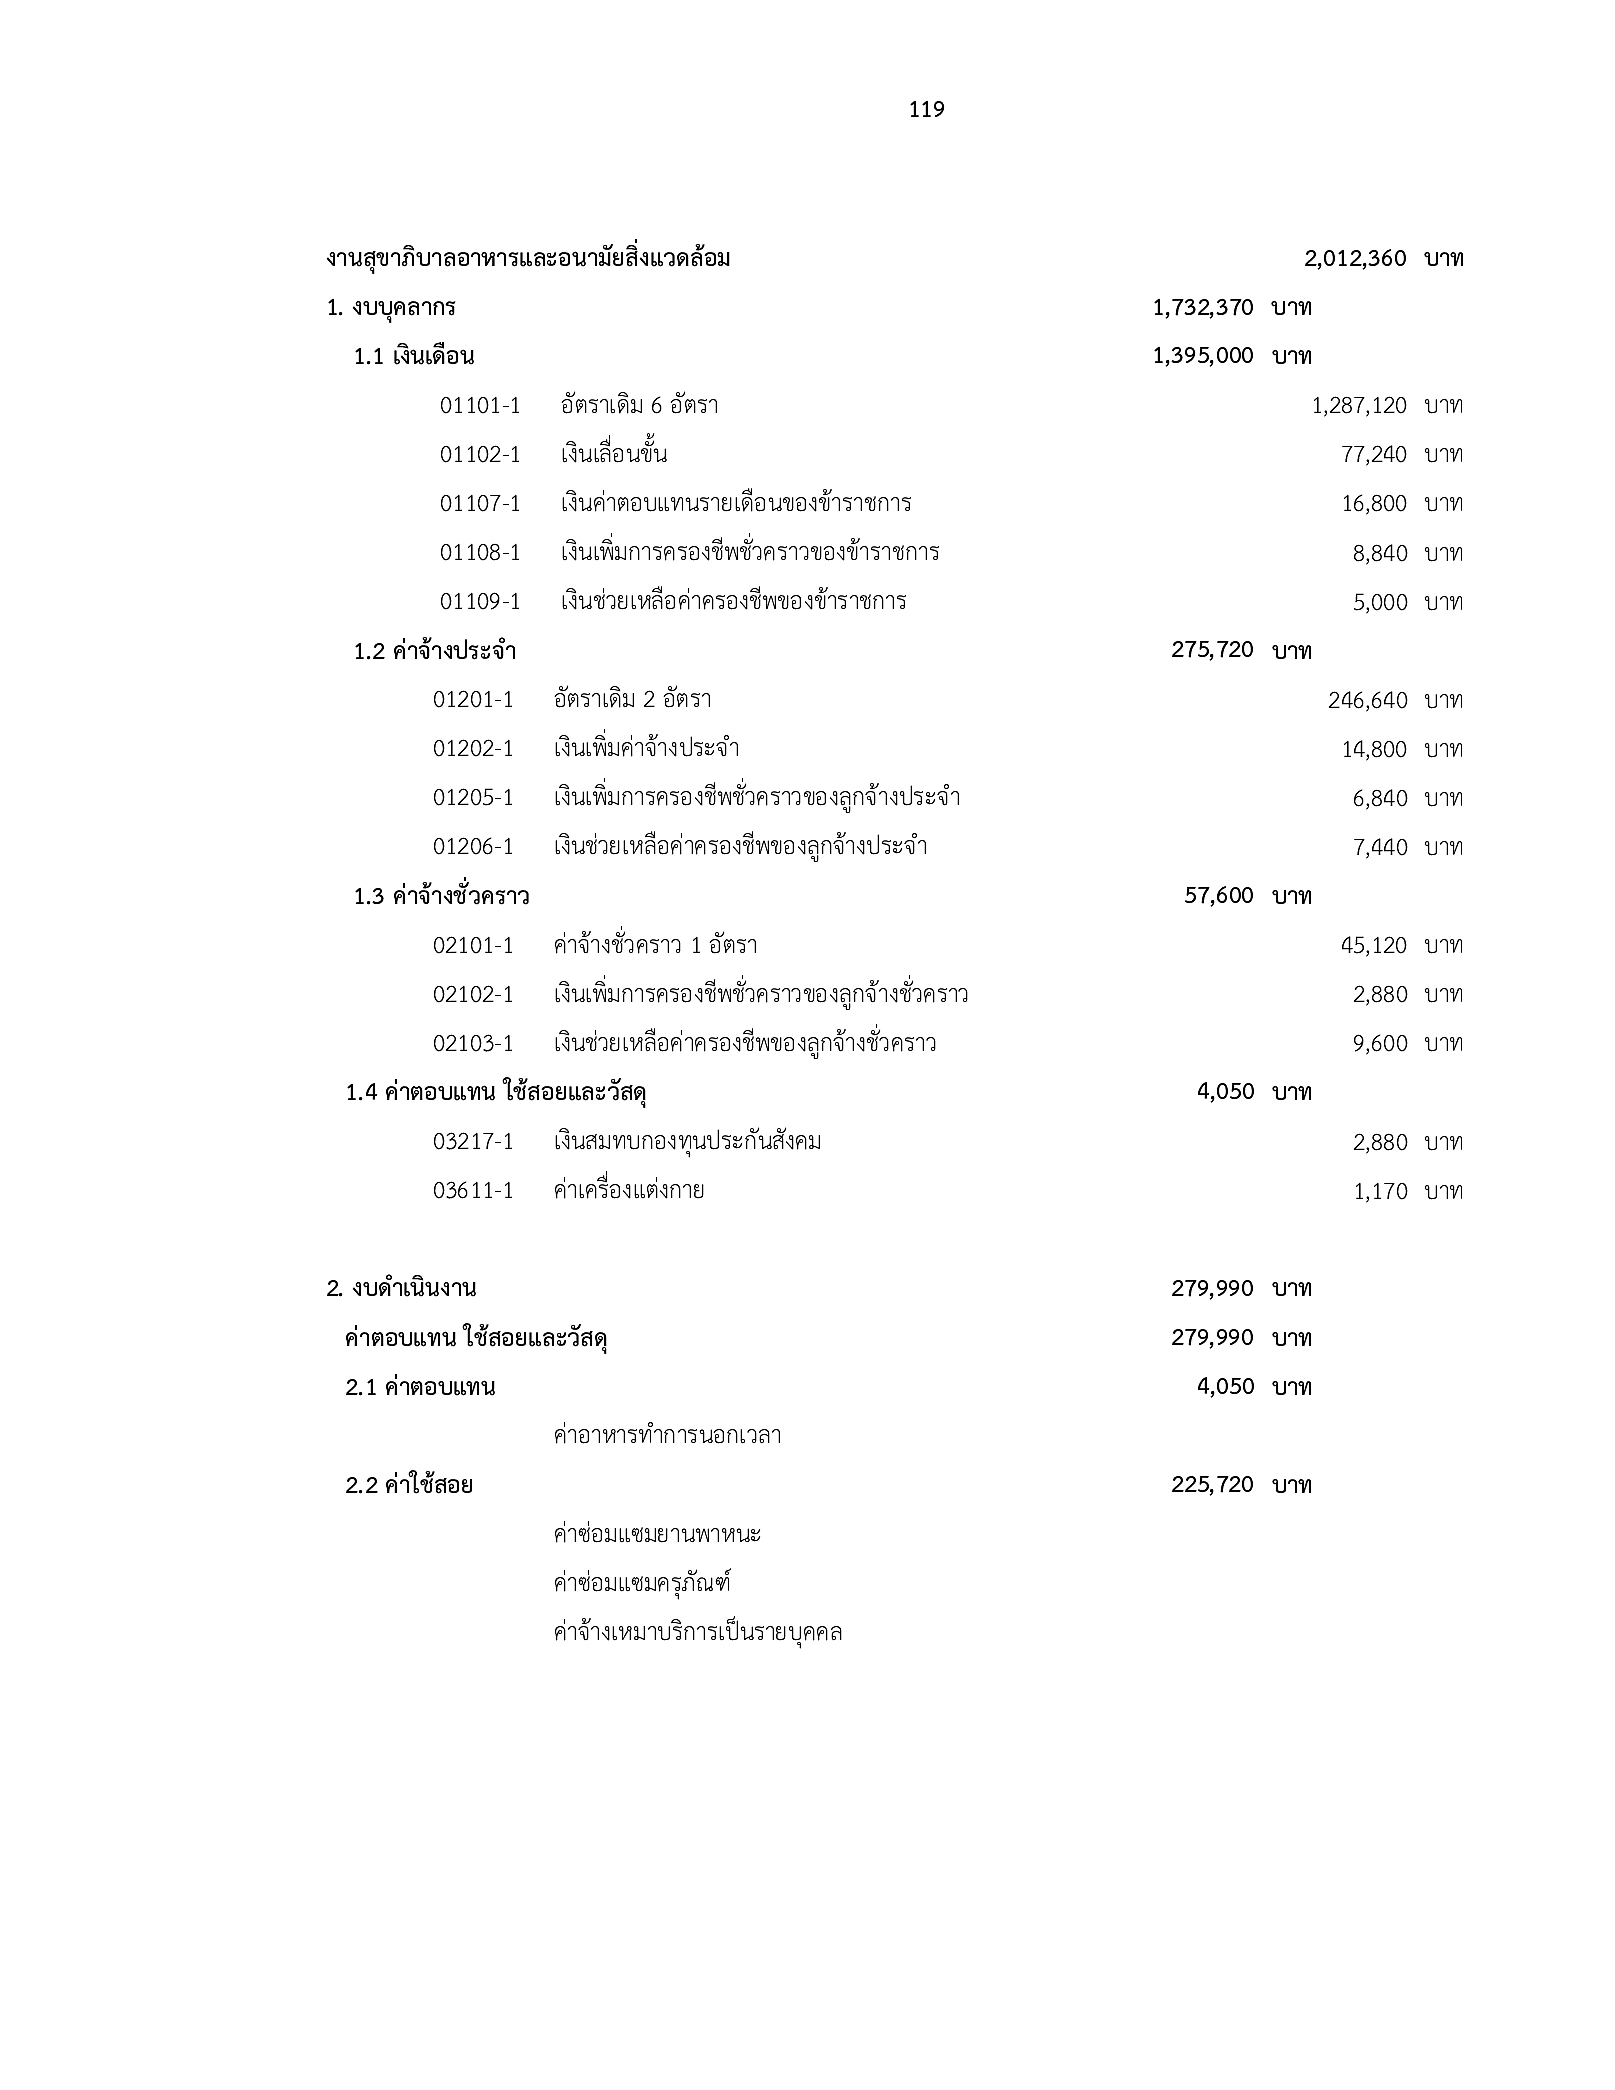 119
งานสุขาภิบาลอาหารและอนามัยสิ่งแวดล้อม 2,012,360 บาท
1. งบบุคลากร 1,732,370 บาท
1.1 เงินเดือน 1,395,000 บาท
01101-1 อัตราเดิม 6 อัตรา 1,287,120 บาท
01102-1 เงินเลื่อนขั้น 77,240 บาท
01107-1 เงินค่าตอบแทนรายเดือนของข้าราชการ 16,800 บาท
01108-1 เงินเพิ่มการครองชีพชั่วคราวของข้าราชการ 8,840 บาท
01109-1 เงินช่วยเหลือค่าครองชีพของข้าราชการ 5,000 บาท
1.2 ค่าจ้างประจำ 275,720 บาท
01201-1 อัตราเดิม 2 อัตรา 246,640 บาท
01202-1 เงินเพิ่มค่าจ้างประจำ 14,800 บาท
01205-1 เงินเพิ่มการครองชีพชั่วคราวของลูกจ้างประจำ 6,840 บาท
01206-1 เงินช่วยเหลือค่าครองชีพของลูกจ้างประจำ 7,440 บาท
1.3 ค่าจ้างชั่วคราว 57,600 บาท
02101-1 ค่าจ้างชั่วคราว 1 อัตรา 45,120 บาท
02102-1 เงินเพิ่มการครองชีพชั่วคราวของลูกจ้างชั่วคราว 2,880 บาท
02103-1 เงินช่วยเหลือค่าครองชีพของลูกจ้างชั่วคราว 9,600 บาท
1.4 ค่าตอบแทน ใช้สอยและวัสดุ 4,050 บาท
03217-1 เงินสมทบกองทุนประกันสังคม 2,880 บาท
03611-1 ค่าเครื่องแต่งกาย 1,170 บาท
2. งบดำเนินงาน 279,990 บาท
ค่าตอบแทน ใช้สอยและวัสดุ 279,990 บาท
2.1 ค่าตอบแทน 4,050 บาท
ค่าอาหารทำการนอกเวลา
2.2 ค่าใช้สอย 225,720 บาท
ค่าซ่อมแซมยานพาหนะ
ค่าซ่อมแซมครุภัณฑ์
ค่าจ้างเหมาบริการเป็นรายบุคคล